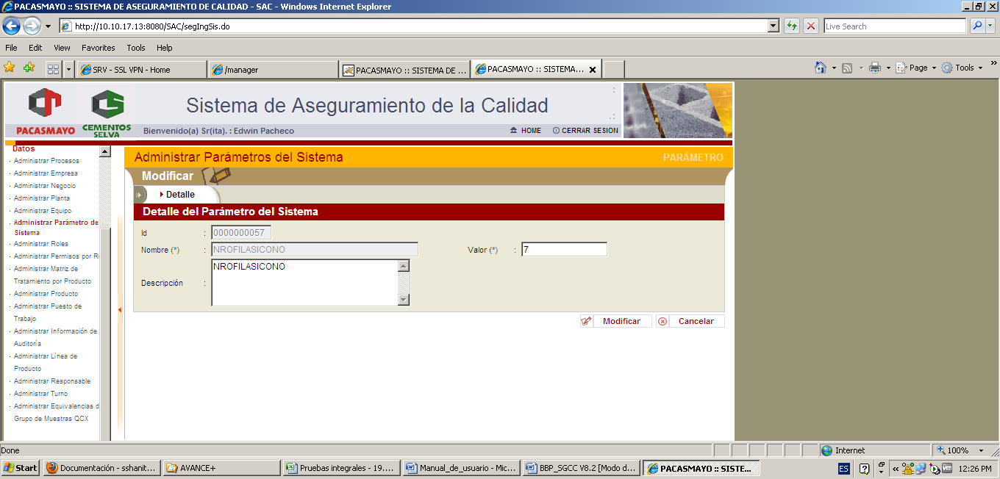 PACASMAYO :: SISTEMA DE ASEGURAMIENTO DE CALIDAD - SAC - Windows Internet Explorer
http://10.10.17.13:8080/SAC/segIngSis.do
Live Search
File Edit View Favorites Tools Help
SRV - SSL VPN - Home
/manager
PACASMAYO :: SISTEMA DE ...
PACASMAYO :: SISTEMA...
Page
Tools
PACASMAYO
CEMENTOS
SELVA
Sistema de Aseguramiento de la Calidad
Bienvenido(a) Sr(ita). : Edwin Pacheco
HOME
CERRAR SESION
Datos
Administrar Procesos
Administrar Empresa
Administrar Negocio
Administrar Planta
Administrar Equipo
Administrar Parámetro de
Sistema
Administrar Roles
Administrar Permisos por R
Administrar Matriz de
Tratamiento por Producto
Administrar Producto
Administrar Puesto de
Trabajo
Administrar Información de
Auditoría
Administrar Línea de
Producto
Administrar Responsable
Administrar Turno
Administrar Equivalencias d
Grupo de Muestras QCX
Administrar Parámetros del Sistema
PARÁMETRO
Modificar
Detalle
Detalle del Parámetro del Sistema
Id : 0000000057
Nombre (*) : NROFILASICONO Valor (*) : 7
Descripción : NROFILASICONO
Modificar Cancelar
Done
Internet
100%
Start
Documentación - sshanit...
AVANCE+
Pruebas integrales - 19....
Manual_de_usuario - Mic...
BBP_SGCC V8.2 [Modo d...
PACASMAYO :: SISTE...
ES
12:26 PM